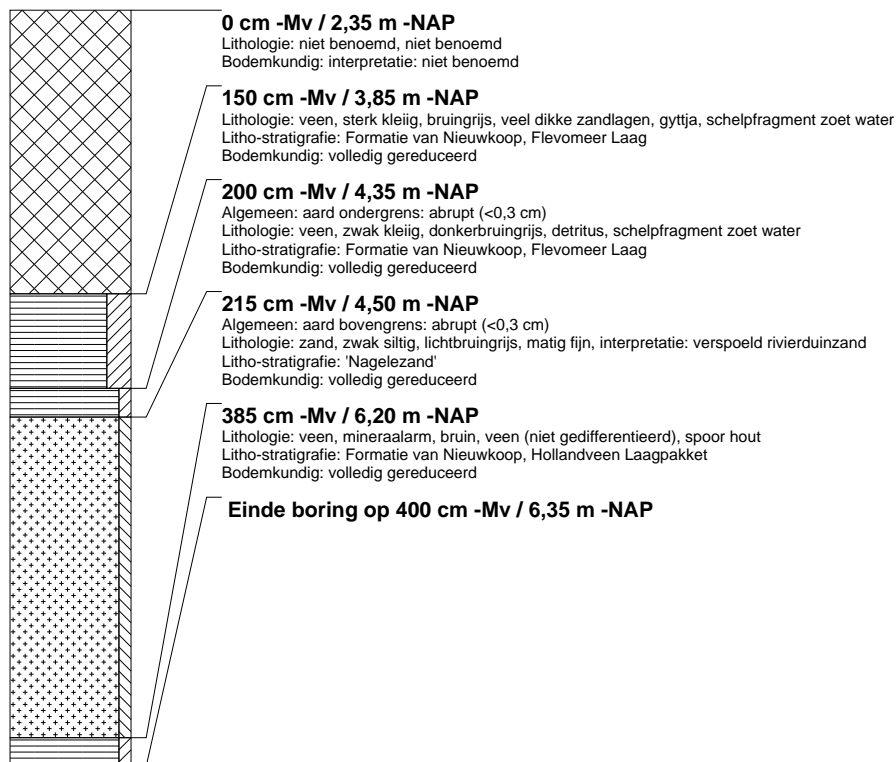 0 cm -Mv / 2,35 m -NAP
Lithologie: niet benoemd, niet benoemd
Bodemkundig: interpretatie: niet benoemd
150 cm -Mv / 3,85 m -NAP
Lithologie: veen, sterk kleiig, bruingrijs, veel dikke zandlagen, gyttja, schelpfragment zoet water
Litho-stratigrafie: Formatie van Nieuwkoop, Flevomeer Laag
Bodemkundig: volledig gereduceerd
200 cm -Mv / 4,35 m -NAP
Algemeen: aard ondergrens: abrupt (<0,3 cm)
Lithologie: veen, zwak kleiig, donkerbruingrijs, detritus, schelpfragment zoet water
Litho-stratigrafie: Formatie van Nieuwkoop, Flevomeer Laag
Bodemkundig: volledig gereduceerd
215 cm -Mv / 4,50 m -NAP
Algemeen: aard bovengrens: abrupt (<0,3 cm)
Lithologie: zand, zwak siltig, lichtbruingrijs, matig fijn, interpretatie: verspoeld rivierduinzand
Litho-stratigrafie: 'Nagelezand'
Bodemkundig: volledig gereduceerd
385 cm -Mv / 6,20 m -NAP
Lithologie: veen, mineraalarm, bruin, veen (niet gedifferentieerd), spoor hout
Litho-stratigrafie: Formatie van Nieuwkoop, Hollandveen Laagpakket
Bodemkundig: volledig gereduceerd
Einde boring op 400 cm -Mv / 6,35 m -NAP